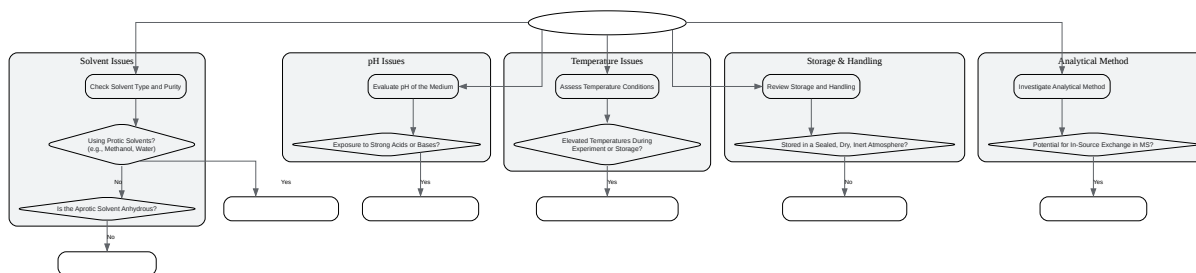 Solvent Issues
pH Issues
Temperature Issues
Storage & Handling
Analytical Method
Check Solvent Type and Purity
Evaluate pH of the Medium
Assess Temperature Conditions
Review Storage and Handling
Investigate Analytical Method
Using Protic Solvents?
(e.g., Methanol, Water)
Exposure to Strong Acids or Bases?
Elevated Temperatures During
Experiment or Storage?
Stored in a Sealed, Dry, Inert Atmosphere?
Potential for In-Source Exchange in MS?
No
Yes
Yes
Yes
No
Yes
Is the Aprotic Solvent Anhydrous?
No